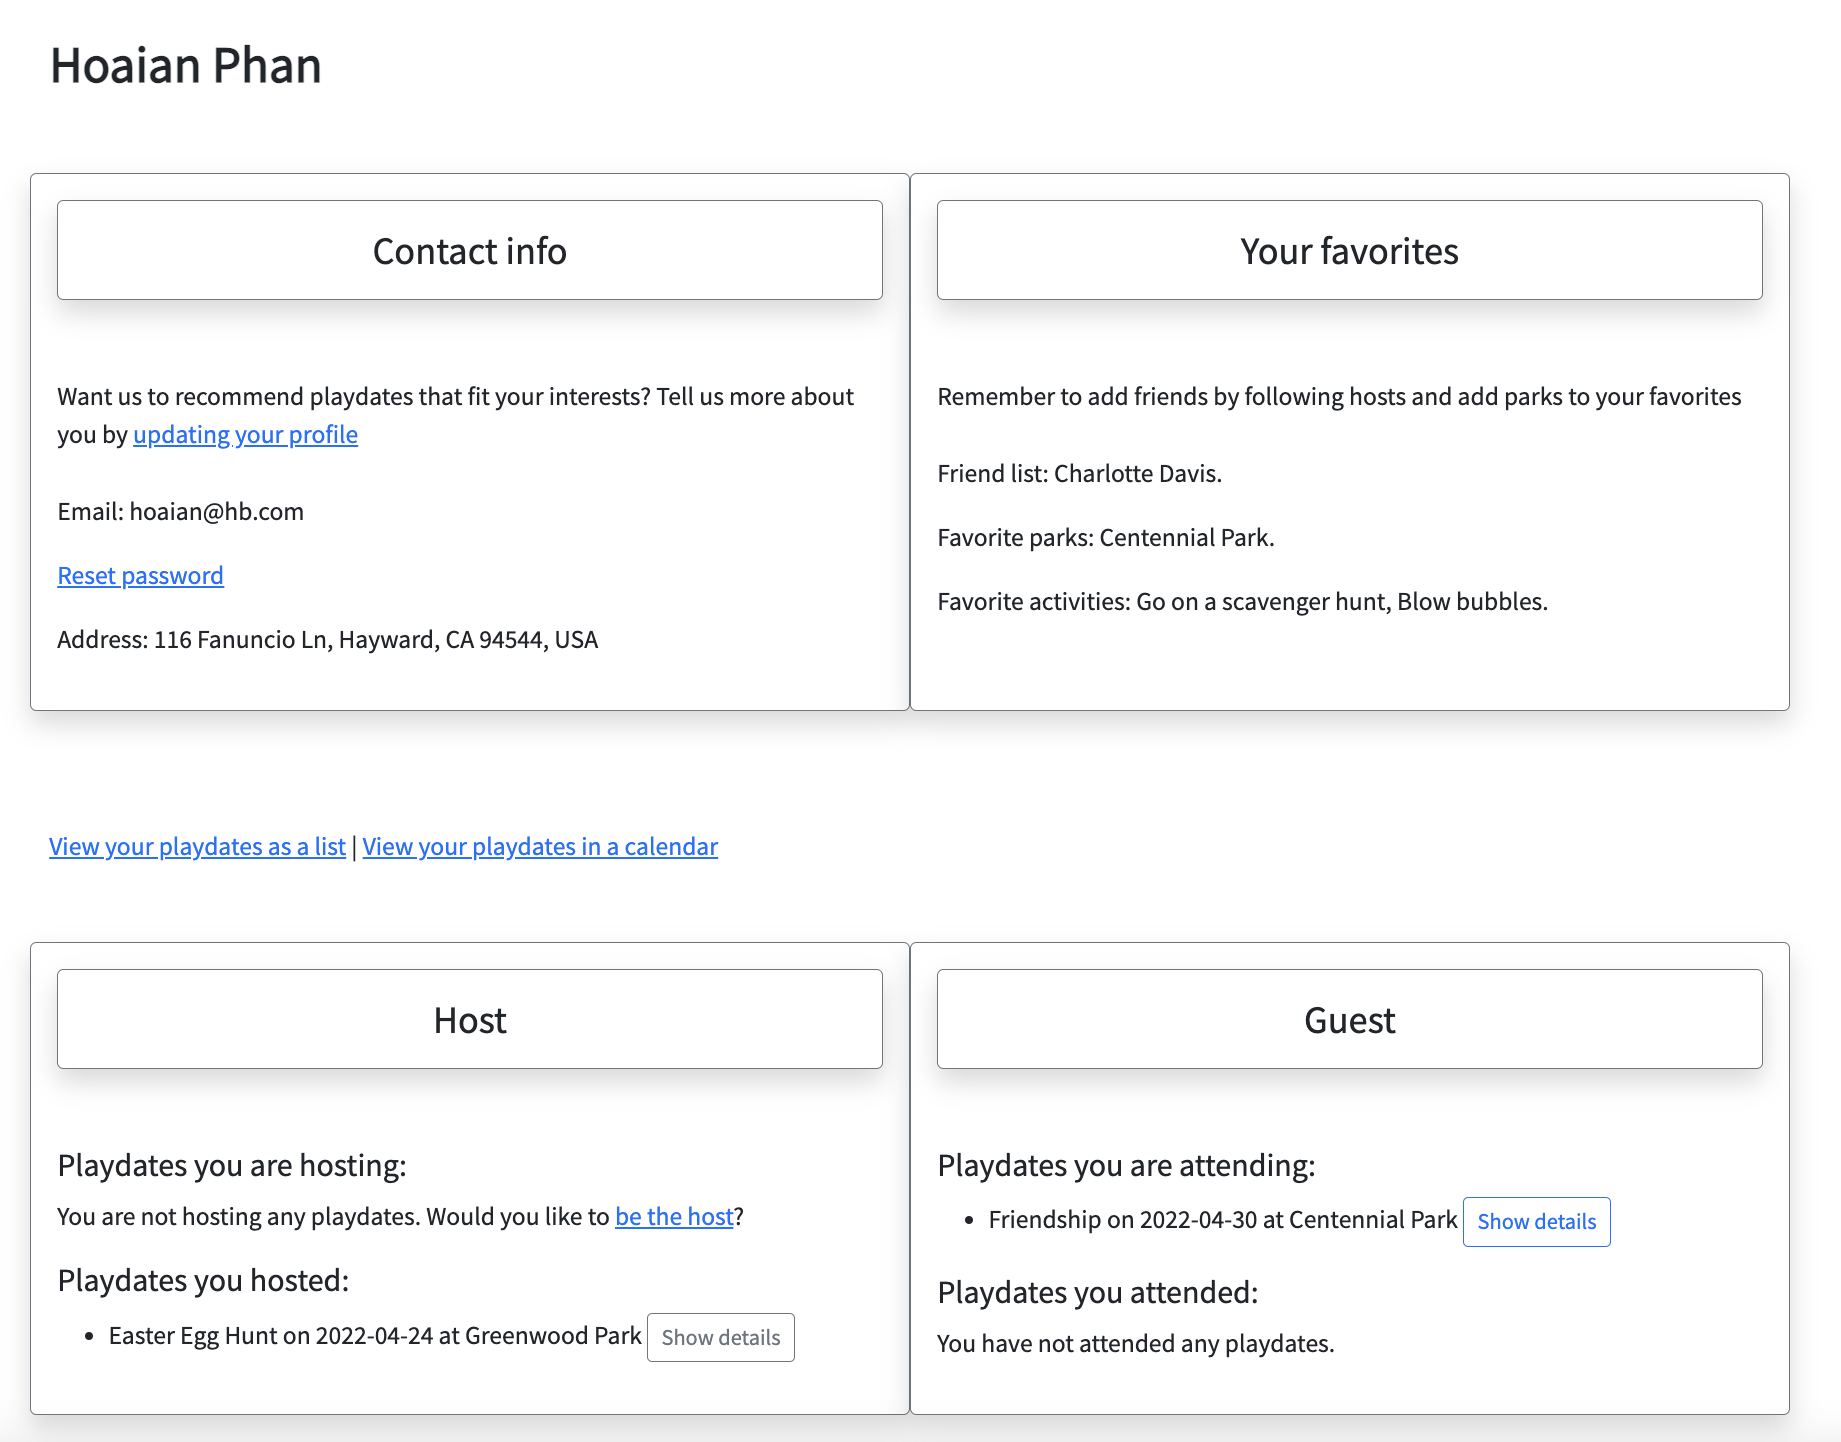 Hoaian Phan
Contact info
Want us to recommend playdates that fit your interests? Tell us more about
you by updating your profile
Email: hoaian@hb.com
Reset password
Address: 116 Fanuncio Ln, Hayward, CA 94544, USA
Your favorites
Remember to add friends by following hosts and add parks to your favorites
Friend list: Charlotte Davis.
Favorite parks: Centennial Park.
Favorite activities: Go on a scavenger hunt, Blow bubbles.
View your playdates as a list | View your playdates in a calendar
Host
Playdates you are hosting:
You are not hosting any playdates. Would you like to be the host?
Playdates you hosted:
• Easter Egg Hunt on 2022-04-24 at Greenwood Park Show details
Guest
Playdates you are attending:
• Friendship on 2022-04-30 at Centennial Park Show details
Playdates you attended:
You have not attended any playdates.